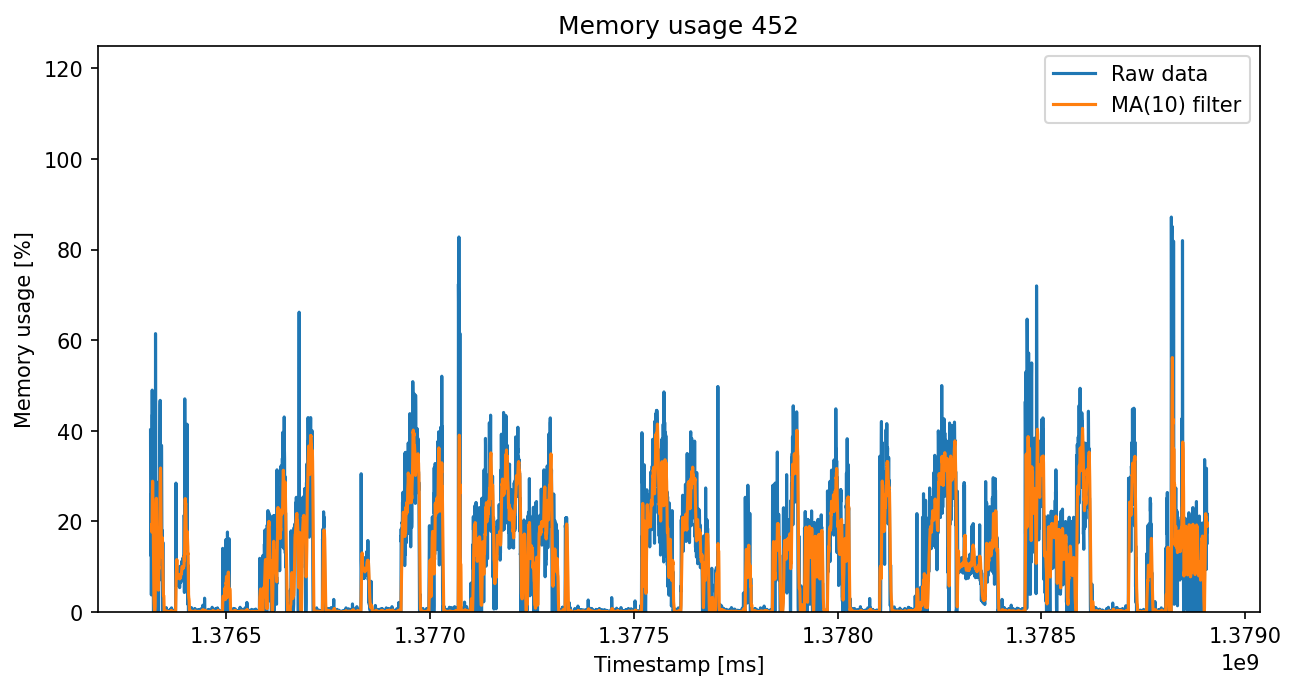 Memory usage 452
Raw data
MA(10) filter
Memory usage [%]
120
100
80
60
40
20
0
1.3765 1.3770 1.3775 1.3780 1.3785 1.3790
1e9
Timestamp [ms]